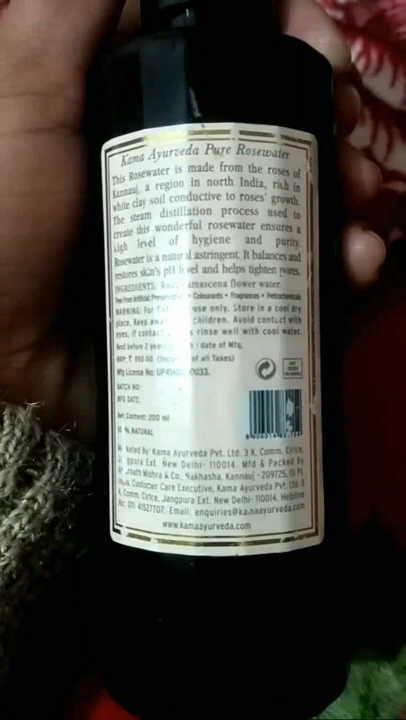 Kama Ayurveda Pure Rosewater
This Rosewater is made from the roses of
Kannauj, a region in north India, rich in
white clay soil conductive to roses' growth.
The steam distillation process used to
create this wonderful rosewater ensures a
high level of hygiene and purity.
Rosewater is a natural astringent. It balances and
restores skin's pH level and helps tighten pores.
INGREDIENTS: damascena flower water.
Free From Artificial • Colourants • Fragrances • Petrochemicals
WARNING: For use only. Store in a cool dry
place. Keep children. Avoid contact with
eyes, if contact rinse well with cool water.
Best before 2 years date of Mfg.
MRP: ₹ 350 00 of all Taxes)
Mfg License No:
BATCH NO:
MFG DATE:
Net Content: 200 ml
% NATURAL
keted By: Kama Ayurveda Pvt. Ltd. 3 K, Comm. Cirlce,
gpura Ext. New Delhi- 110014. Mfd & Packed By
nath Mohra & Co., Nakhasha, Kannauj - 209725, (U P),
Customer Care Executive, Kama Ayurveda Pvt. Ltd. 3
K, Comm. Cirlce, Jangpura Ext. New Delhi- 110014. Helpline
No: 011 41527707. Email: enquiries@kamaayurveda.com
www.kamaayurveda.com